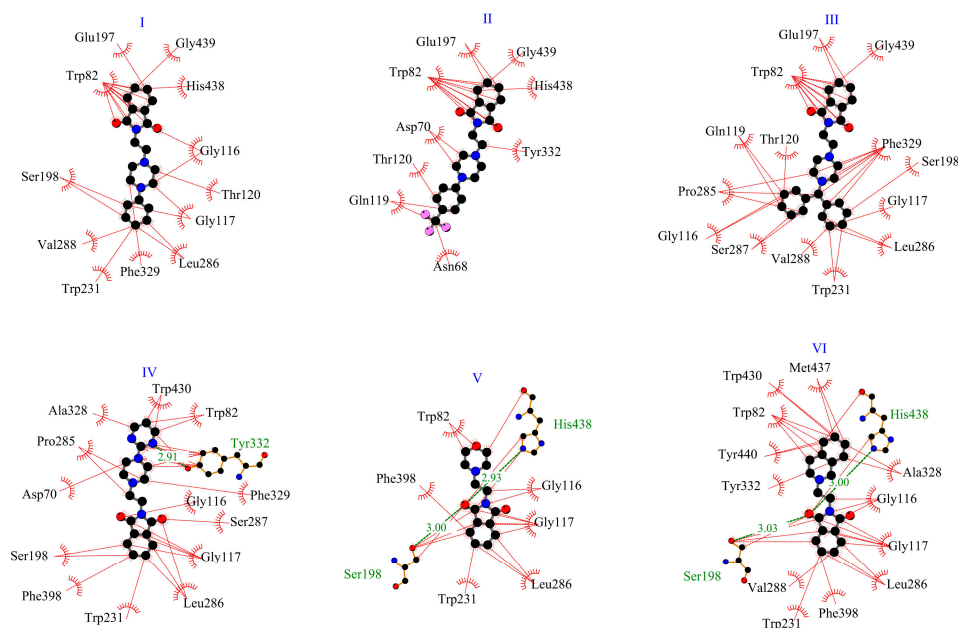 I
Glu197
Gly439
Trp82
His438
Gly116
Ser198
Thr120
Gly117
Val288
Leu286
Phe329
Trp231
II
Glu197
Gly439
Trp82
His438
Asp70
Tyr332
Thr120
Gln119
Asn68
III
Glu197
Gly439
Trp82
Gln119
Thr120
Phe329
Ser198
Pro285
Gly117
Gly116
Ser287
Val288
Leu286
Trp231
IV
Trp430
Ala328
Trp82
Pro285
Tyr332
2.91
Asp70
Phe329
Gly116
Ser287
Ser198
Gly117
Phe398
Leu286
Trp231
V
Trp82
His438
Phe398
2.93
Gly116
3.00
Gly117
Ser198
Leu286
Trp231
VI
Met437
Trp430
Trp82
His438
Tyr440
Ala328
Tyr332
3.00
Gly116
3.03
Gly117
Ser198
Val288
Leu286
Phe398
Trp231